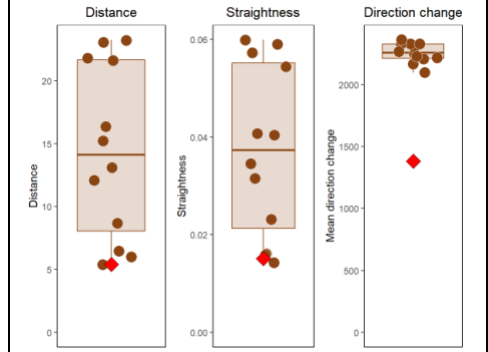 Distance
Straightness
Direction change
Distance
20
15
10
5
0
Straightness
0.06
0.04
0.02
0.00
Mean direction change
2000
1500
1000
500
0